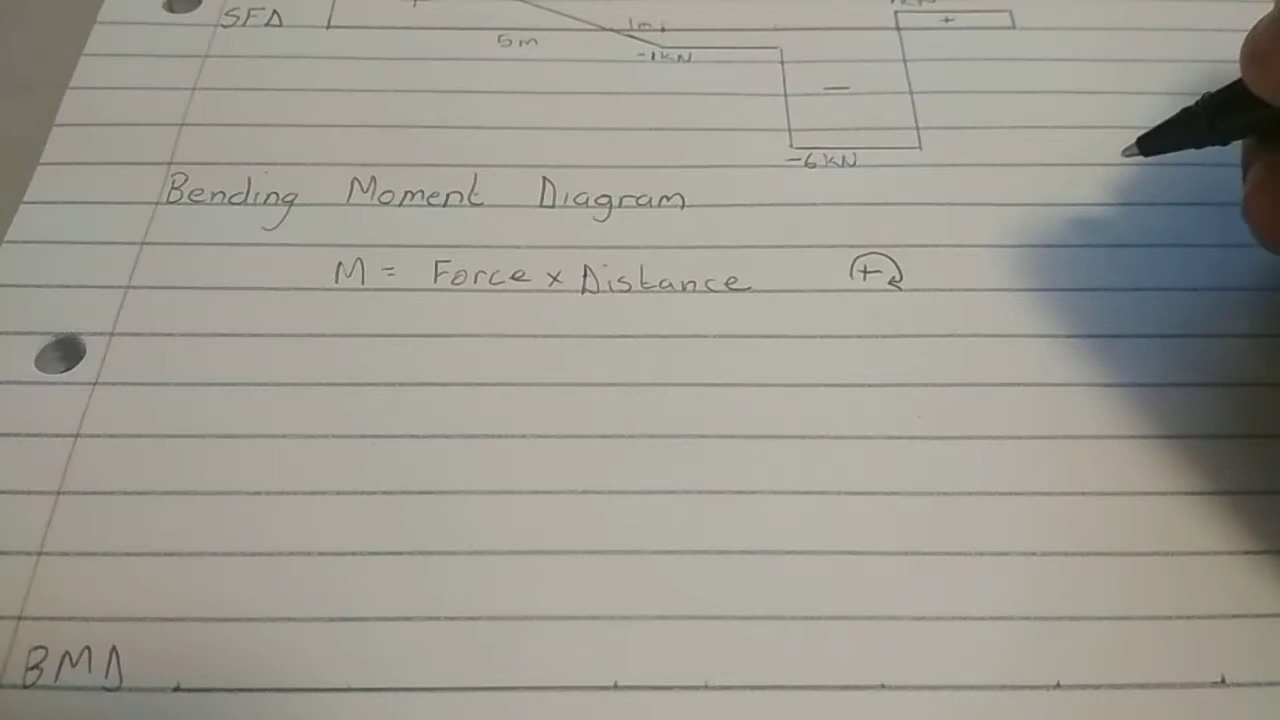 SFD
+
1m
5m
-1kN
-
-6kN
Bending Moment Diagram
M = Force x Distance +
BMD